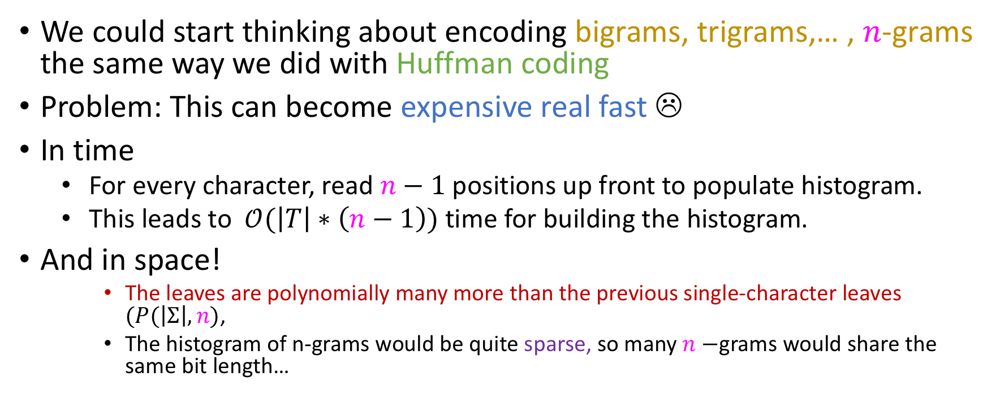 • We could start thinking about encoding bigrams, trigrams,… , n-grams
the same way we did with Huffman coding
• Problem: This can become expensive real fast ☹
• In time
• For every character, read n − 1 positions up front to populate histogram.
• This leads to 𝒪(|T| ∗ (n − 1)) time for building the histogram.
• And in space!
• The leaves are polynomially many more than the previous single-character leaves
(P(|Σ|, n),
• The histogram of n-grams would be quite sparse, so many n −grams would share the
same bit length…